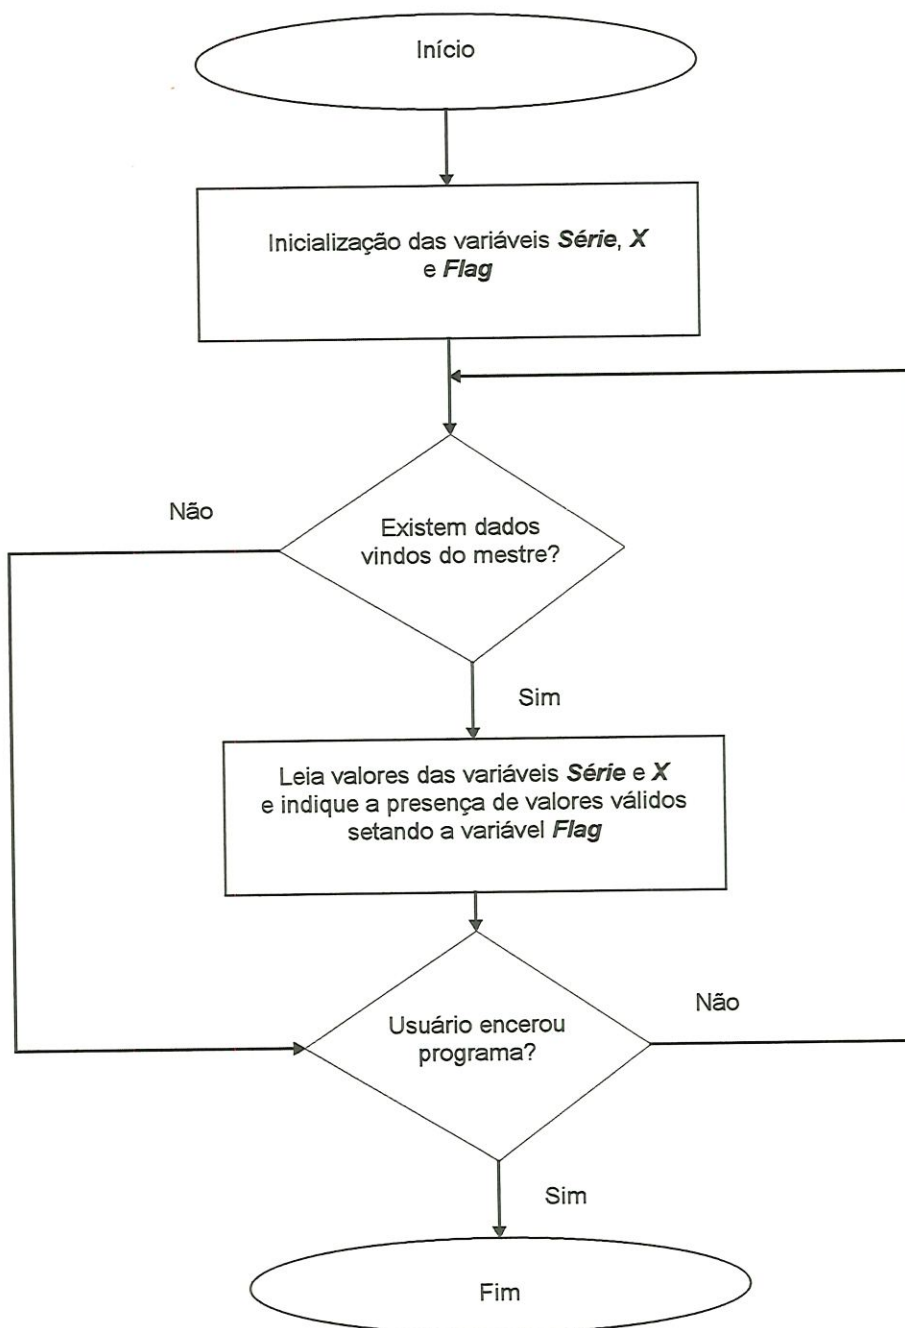 Início
Inicialização das variáveis Série, X
e Flag
Não
Existem dados
vindos do mestre?
Sim
Leia valores das variáveis Série e X
e indique a presença de valores válidos
setando a variável Flag
Usuário encerou
programa?
Não
Sim
Fim